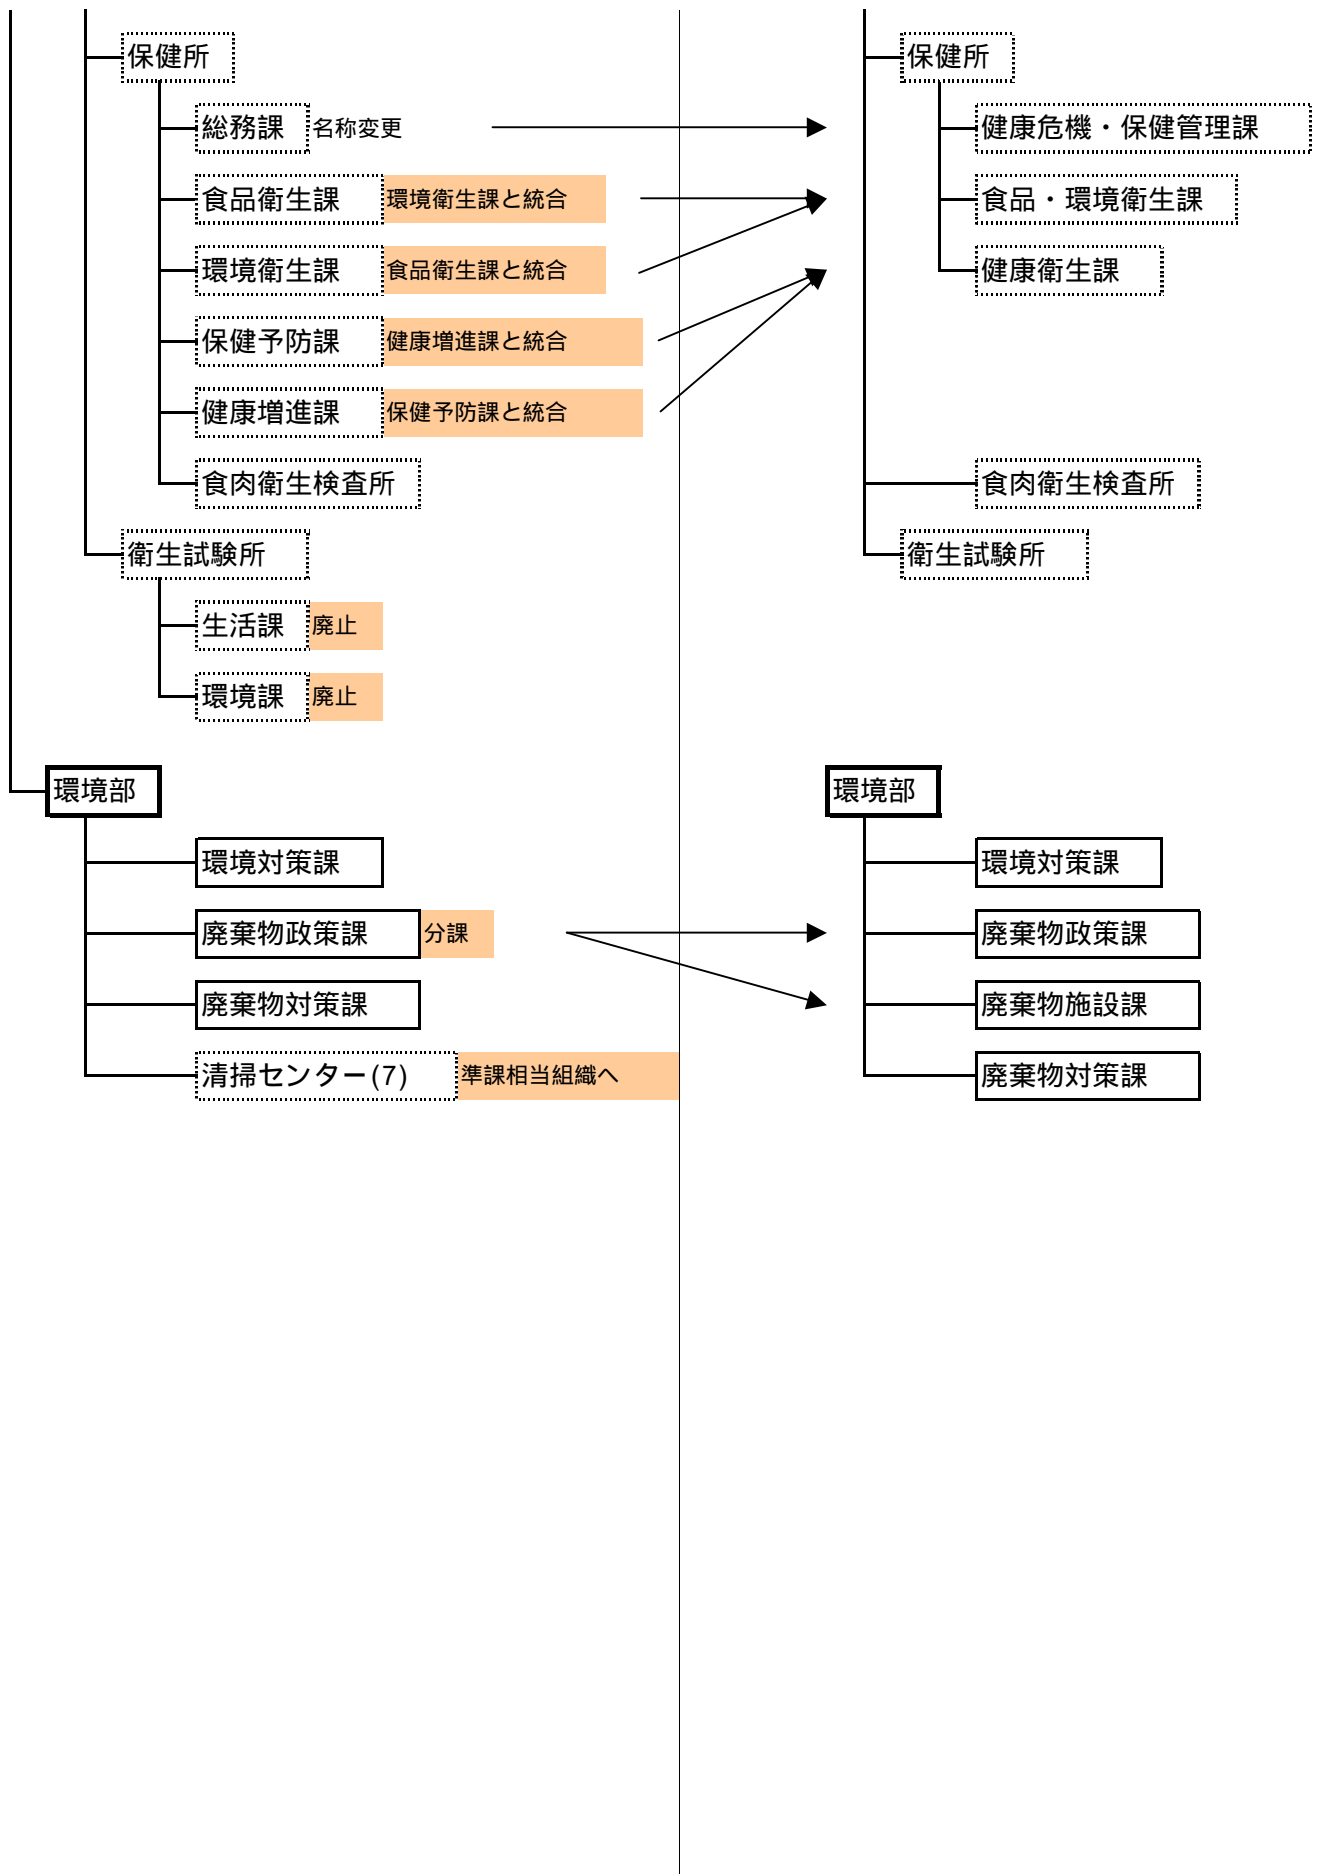 保健所
総務課 名称変更
食品衛生課 環境衛生課と統合
環境衛生課 食品衛生課と統合
保健予防課 健康増進課と統合
健康増進課 保健予防課と統合
食肉衛生検査所
衛生試験所
生活課 廃止
環境課 廃止
環境部
環境対策課
廃棄物政策課 分課
廃棄物対策課
清掃センター(7) 準課相当組織へ
保健所
健康危機・保健管理課
食品・環境衛生課
健康衛生課
食肉衛生検査所
衛生試験所
環境部
環境対策課
廃棄物政策課
廃棄物施設課
廃棄物対策課